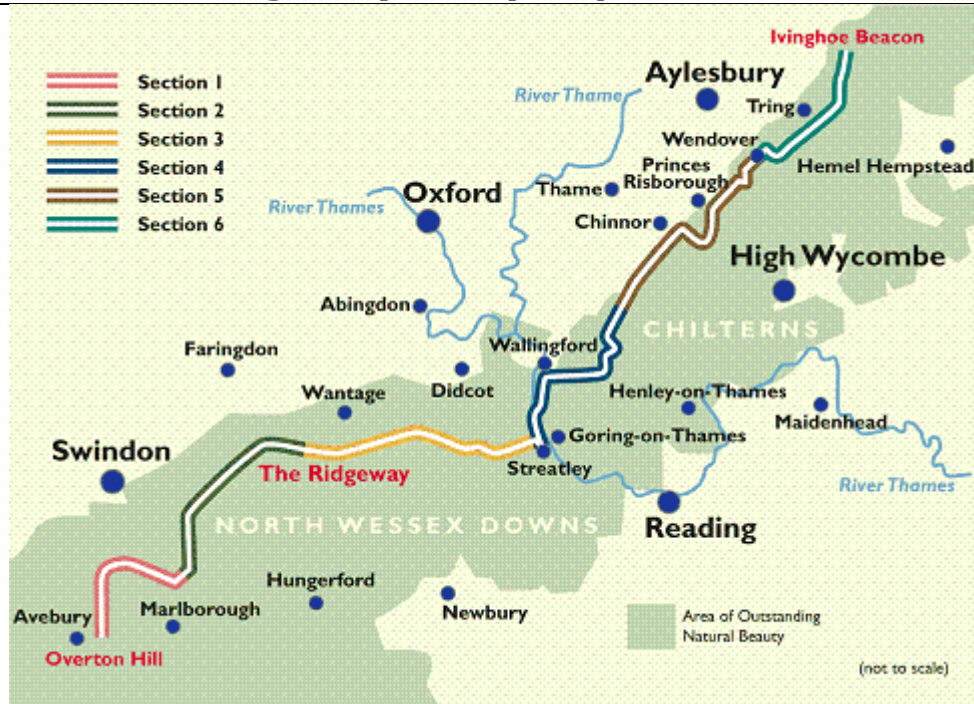 Ivinghoe Beacon
Aylesbury
River Thame
Tring
Wendover
Hemel Hempstead
Princes
Risborough
Thame
Chinnor
Section 1
Section 2
Section 3
Section 4
Section 5
Section 6
Oxford
River Thames
High Wycombe
Abingdon
CHILTERNS
Wallingford
Faringdon
Didcot
Wantage
Henley-on-Thames
Maidenhead
Goring-on-Thames
Swindon
The Ridgeway
Streatley
River Thames
NORTH WESSEX DOWNS
Reading
Hungerford
Newbury
Avebury
Marlborough
Overton Hill
Area of Outstanding
Natural Beauty
(not to scale)